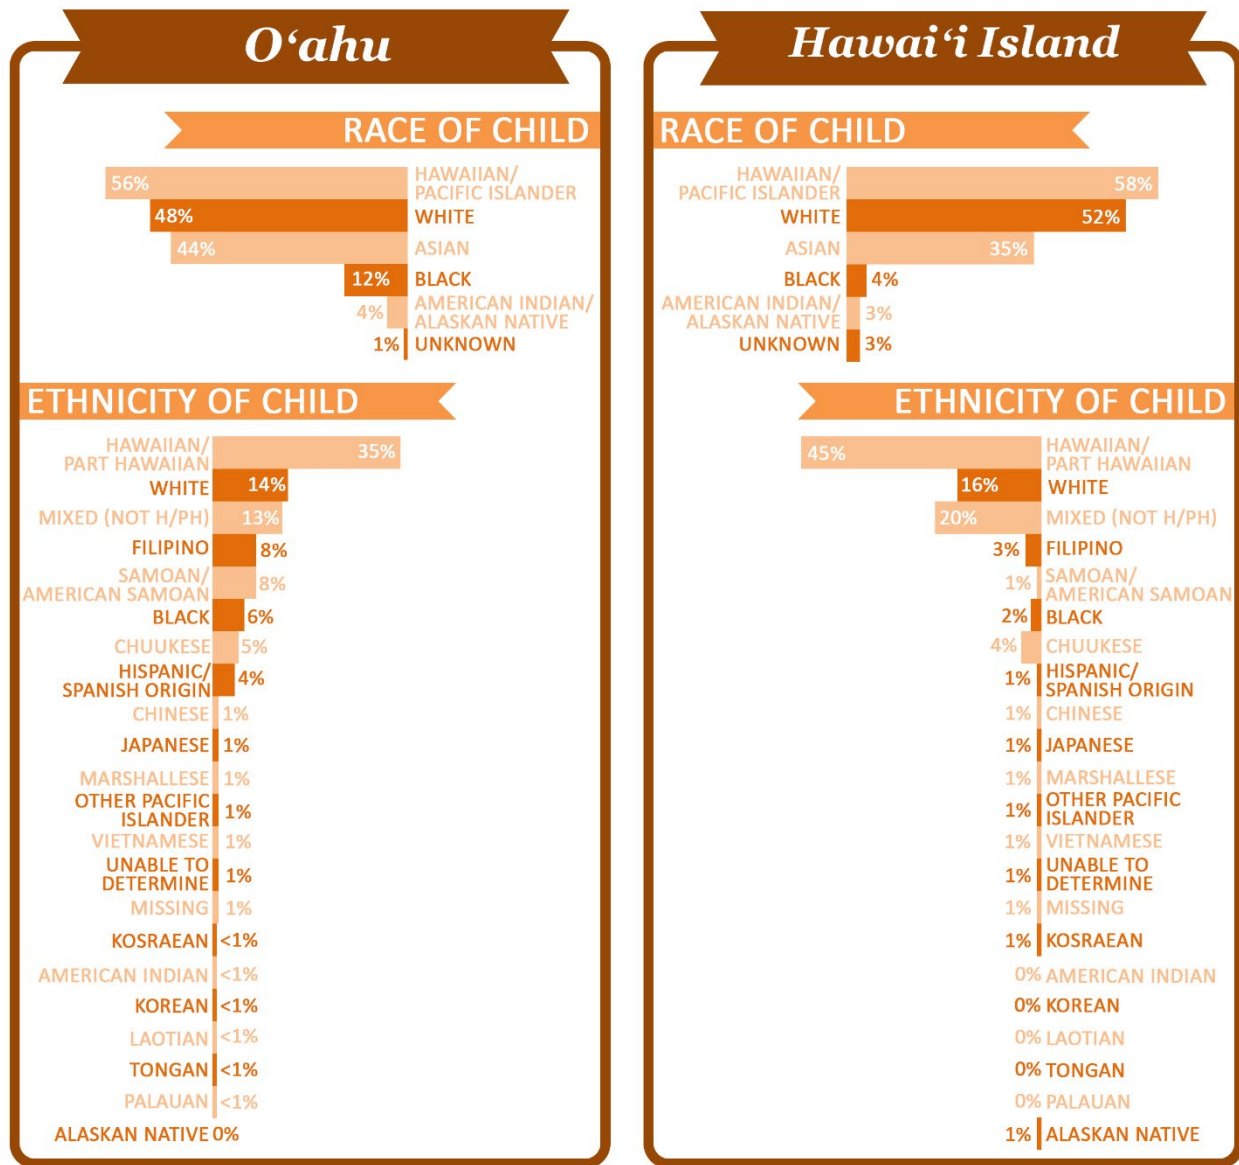 Oʻahu
RACE OF CHILD
56% HAWAIIAN/
PACIFIC ISLANDER
48% WHITE
44% ASIAN
12% BLACK
4% AMERICAN INDIAN/
ALASKAN NATIVE
1% UNKNOWN
ETHNICITY OF CHILD
HAWAIIAN/
PART HAWAIIAN 35%
WHITE 14%
MIXED (NOT H/PH) 13%
FILIPINO 8%
SAMOAN/
AMERICAN SAMOAN 8%
BLACK 6%
CHUUKESE 5%
HISPANIC/
SPANISH ORIGIN 4%
CHINESE 1%
JAPANESE 1%
MARSHALLESE 1%
OTHER PACIFIC
ISLANDER 1%
VIETNAMESE 1%
UNABLE TO
DETERMINE 1%
MISSING 1%
KOSRAEAN <1%
AMERICAN INDIAN <1%
KOREAN <1%
LAOTIAN <1%
TONGAN <1%
PALAUAN <1%
ALASKAN NATIVE 0%
Hawaiʻi Island
RACE OF CHILD
HAWAIIAN/
PACIFIC ISLANDER 58%
WHITE 52%
ASIAN 35%
BLACK 4%
AMERICAN INDIAN/
ALASKAN NATIVE 3%
UNKNOWN 3%
ETHNICITY OF CHILD
45% HAWAIIAN/
PART HAWAIIAN
16% WHITE
20% MIXED (NOT H/PH)
3% FILIPINO
1% SAMOAN/
AMERICAN SAMOAN
2% BLACK
4% CHUUKESE
1% HISPANIC/
SPANISH ORIGIN
1% CHINESE
1% JAPANESE
1% MARSHALLESE
1% OTHER PACIFIC
ISLANDER
1% VIETNAMESE
1% UNABLE TO
DETERMINE
1% MISSING
1% KOSRAEAN
0% AMERICAN INDIAN
0% KOREAN
0% LAOTIAN
0% TONGAN
0% PALAUAN
1% ALASKAN NATIVE